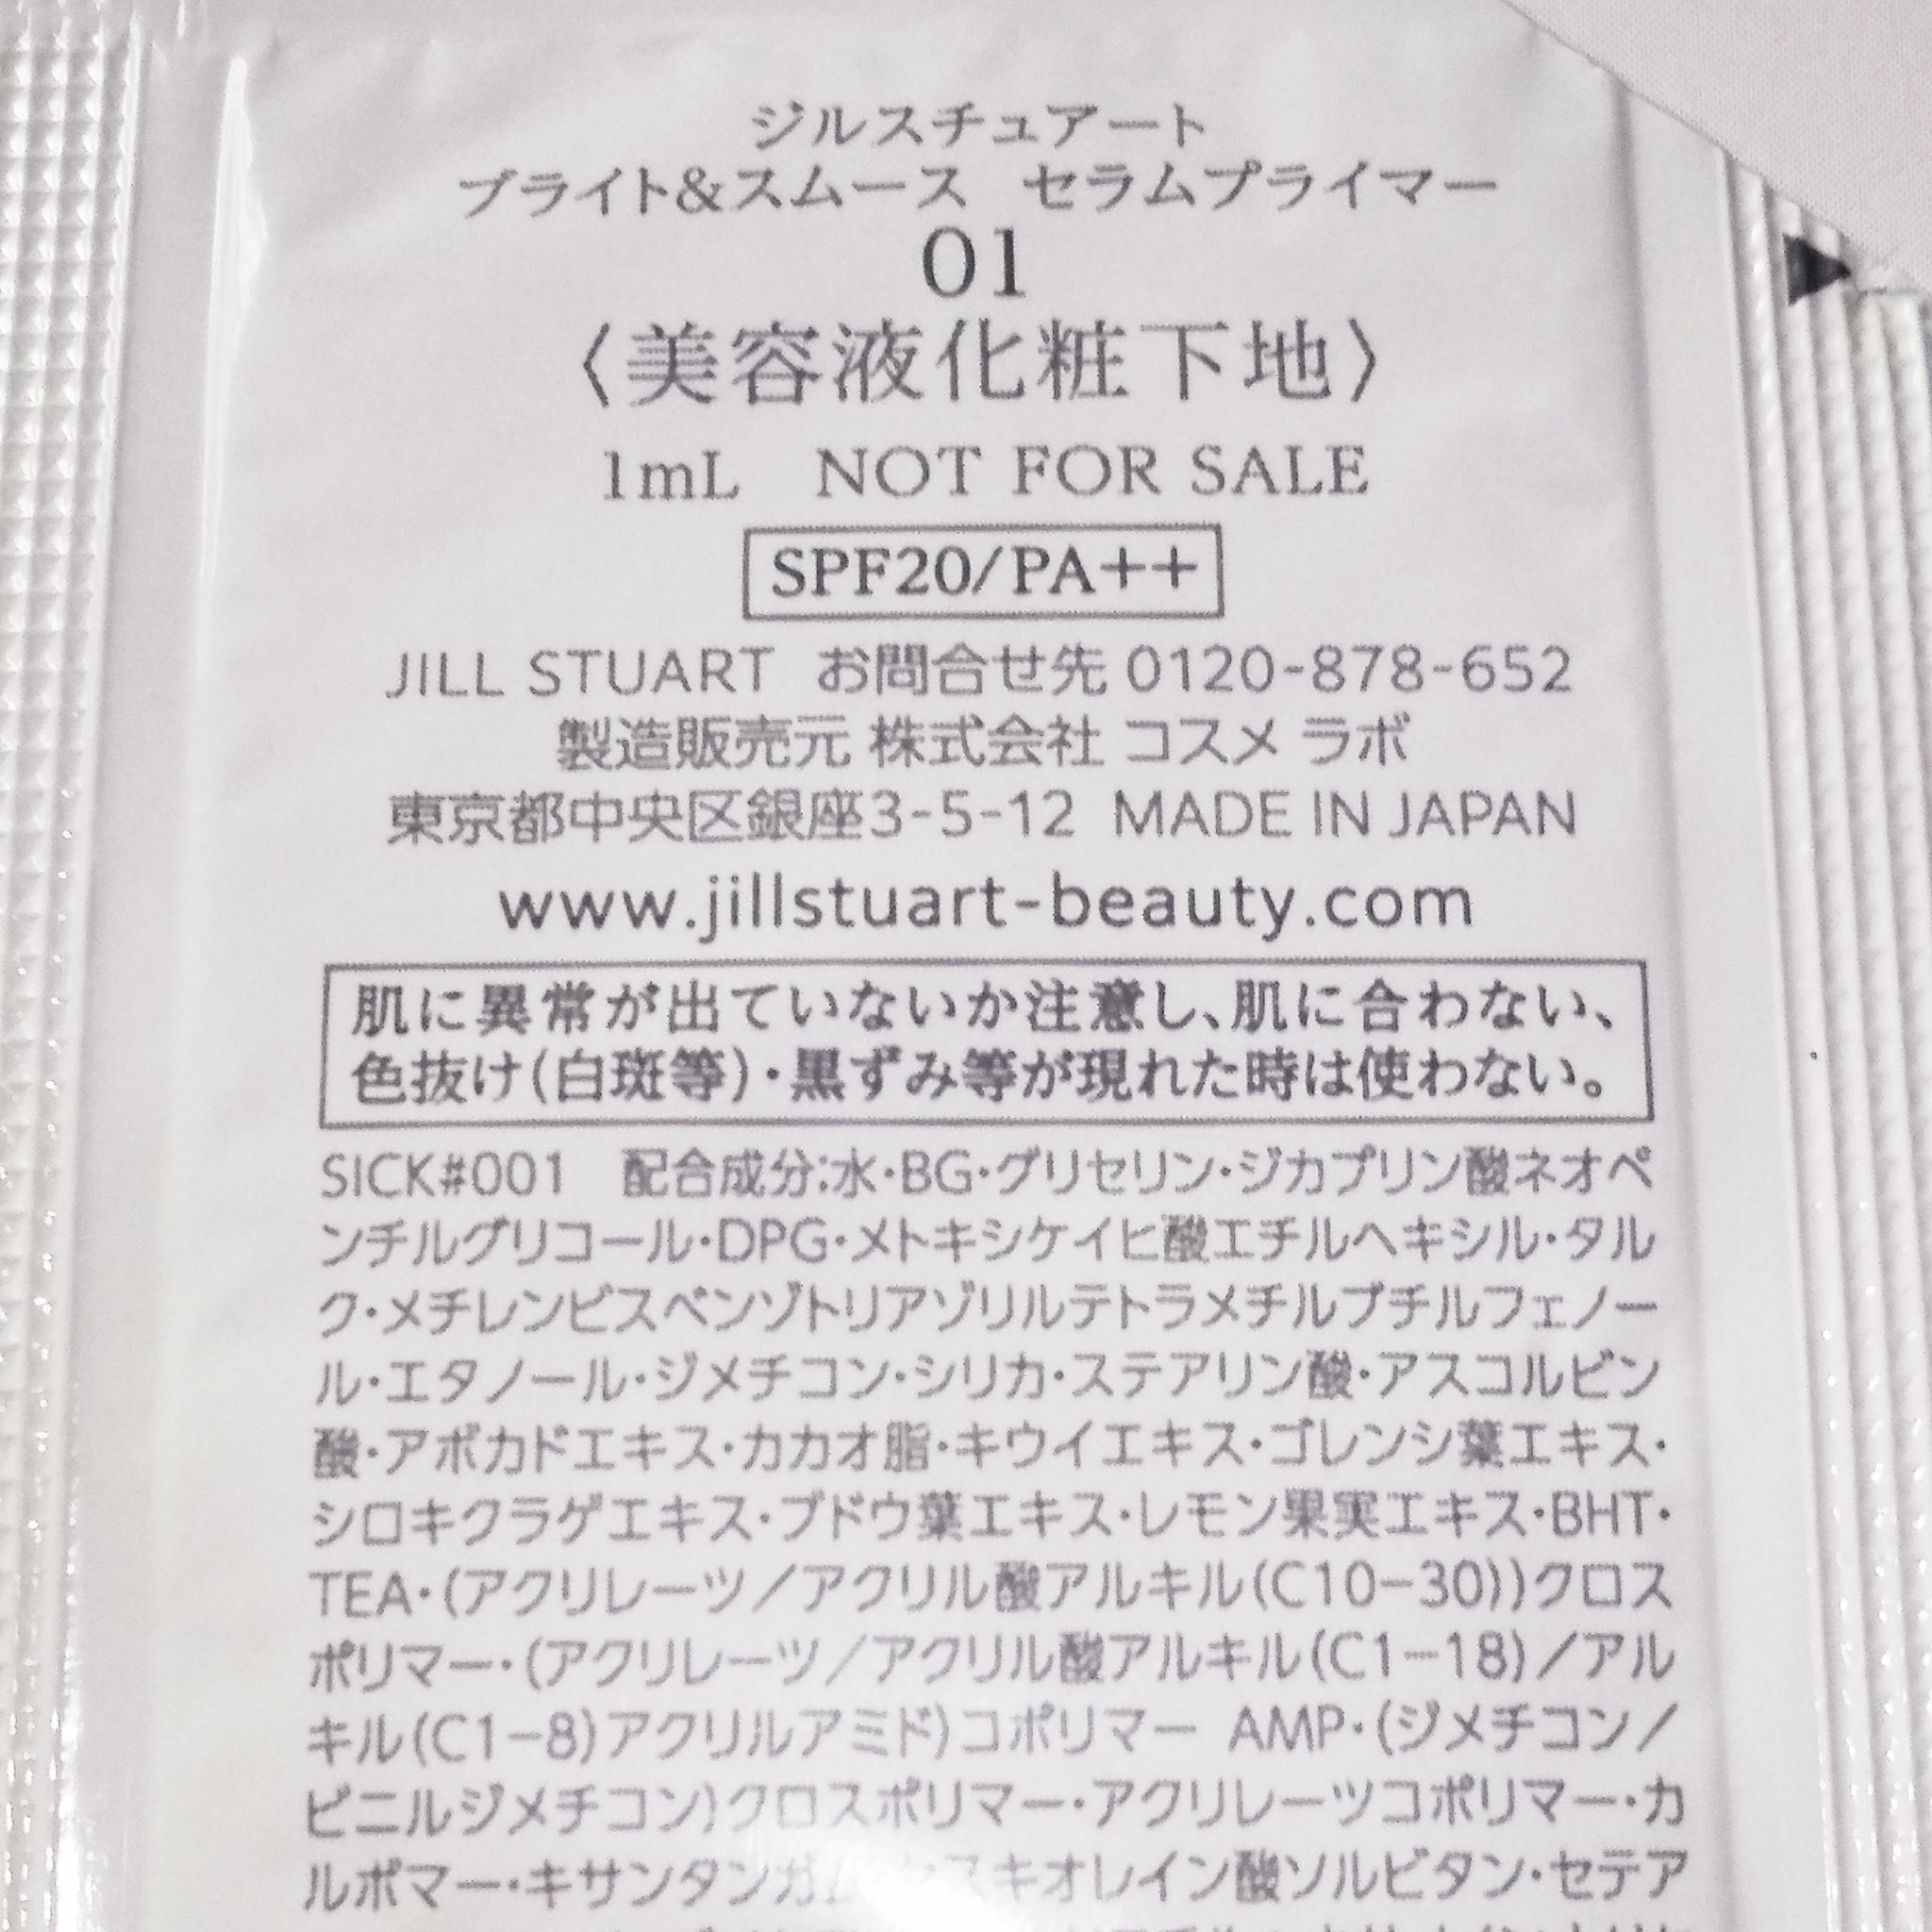 ジルスチュアート
ブライト&スムース　セラムプライマー
01
〈美容液化粧下地〉
1mL　NOT FOR SALE
SPF20/PA++
JILL STUART お問合せ先 0120-878-652
製造販売元 株式会社 コスメ ラボ
東京都中央区銀座3-5-12 MADE IN JAPAN
www.jillstuart-beauty.com
肌に異常が出ていないか注意し、肌に合わない、
色抜け(白斑等)・黒ずみ等が現れた時は使わない。
SICK#001　配合成分:水・BG・グリセリン・ジカプリン酸ネオペ
ンチルグリコール・DPG・メトキシケイヒ酸エチルヘキシル・タル
ク・メチレンビスベンゾトリアゾリルテトラメチルブチルフェノー
ル・エタノール・ジメチコン・シリカ・ステアリン酸・アスコルビン
酸・アボカドエキス・カカオ脂・キウイエキス・ゴレンシ葉エキス・
シロキクラゲエキス・ブドウ葉エキス・レモン果実エキス・BHT・
TEA・(アクリレーツ/アクリル酸アルキル(C10-30))クロス
ポリマー・(アクリレーツ/アクリル酸アルキル(C1-18)/アル
キル(C1-8)アクリルアミド)コポリマー AMP・(ジメチコン/
ビニルジメチコン)クロスポリマー・アクリレーツコポリマー・カ
ルボマー・キサンタンガム・セスキオレイン酸ソルビタン・セテア